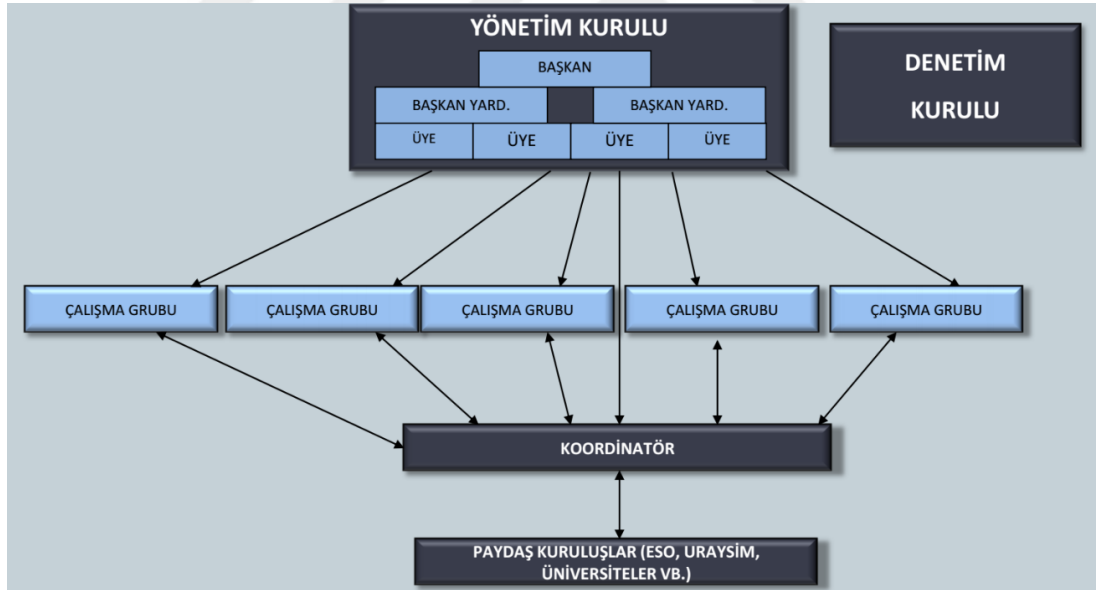 YÖNETİM KURULU
BAŞKAN
BAŞKAN YARD.
BAŞKAN YARD.
ÜYE
ÜYE
ÜYE
ÜYE
DENETİM
KURULU
ÇALIŞMA GRUBU
ÇALIŞMA GRUBU
ÇALIŞMA GRUBU
ÇALIŞMA GRUBU
ÇALIŞMA GRUBU
KOORDİNATÖR
PAYDAŞ KURULUŞLAR (ESO, URAYSİM,
ÜNİVERSİTELER VB.)